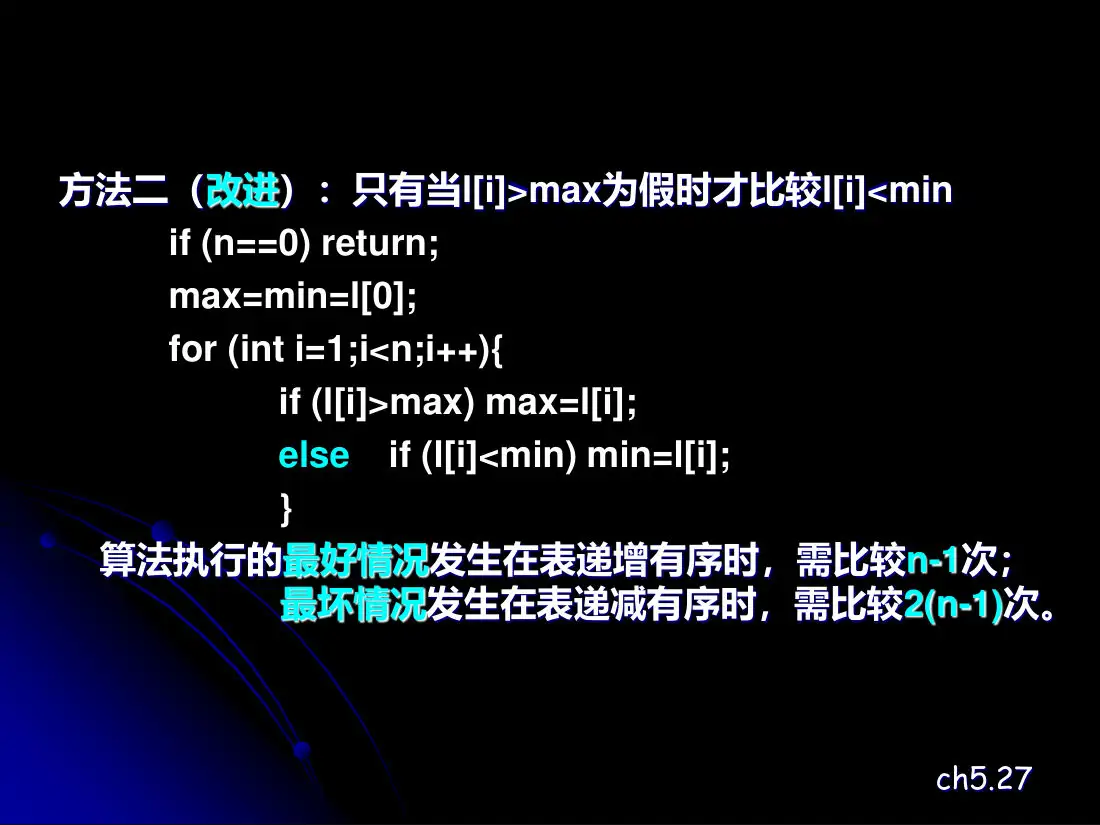 方法二（改进）：只有当l[i]>max为假时才比较l[i]<min
if (n==0) return;
max=min=l[0];
for (int i=1;i<n;i++){
if (l[i]>max) max=l[i];
else if (l[i]<min) min=l[i];
}
算法执行的最好情况发生在表递增有序时，需比较n-1次；
最坏情况发生在表递减有序时，需比较2(n-1)次。
ch5.27